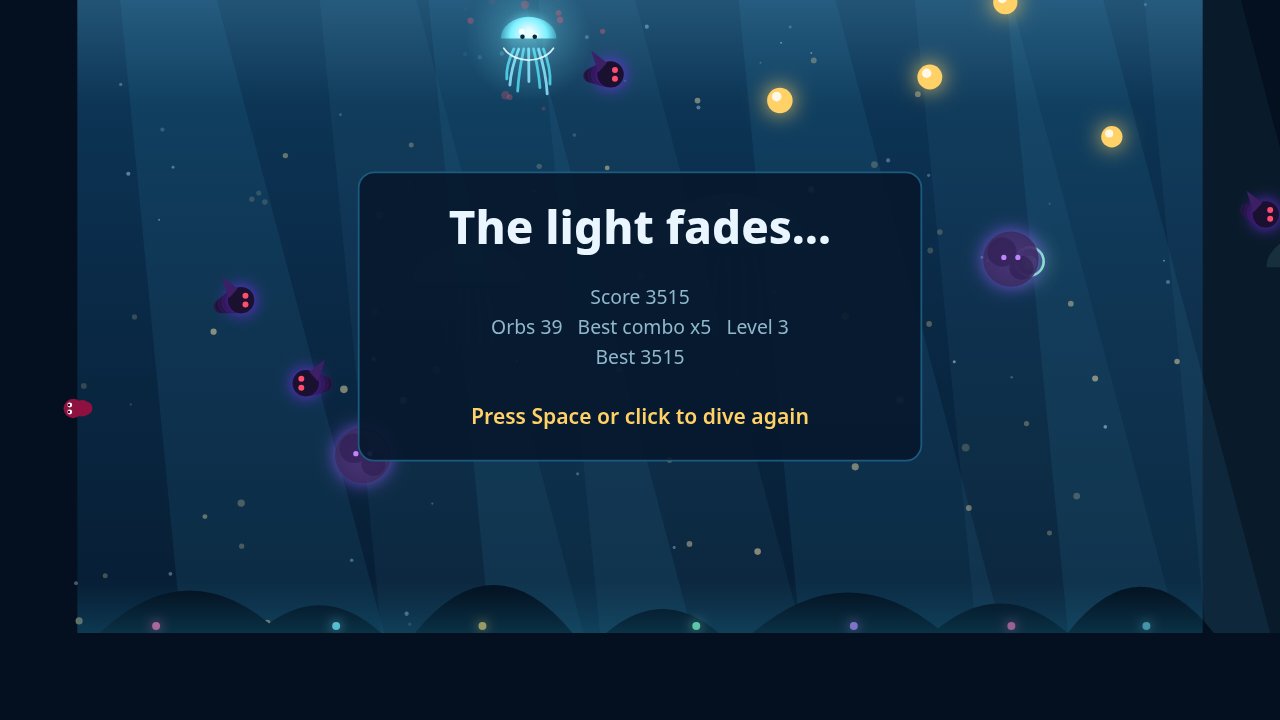 The light fades...
Score 3515
Orbs 39 Best combo x5 Level 3
Best 3515
Press Space or click to dive again